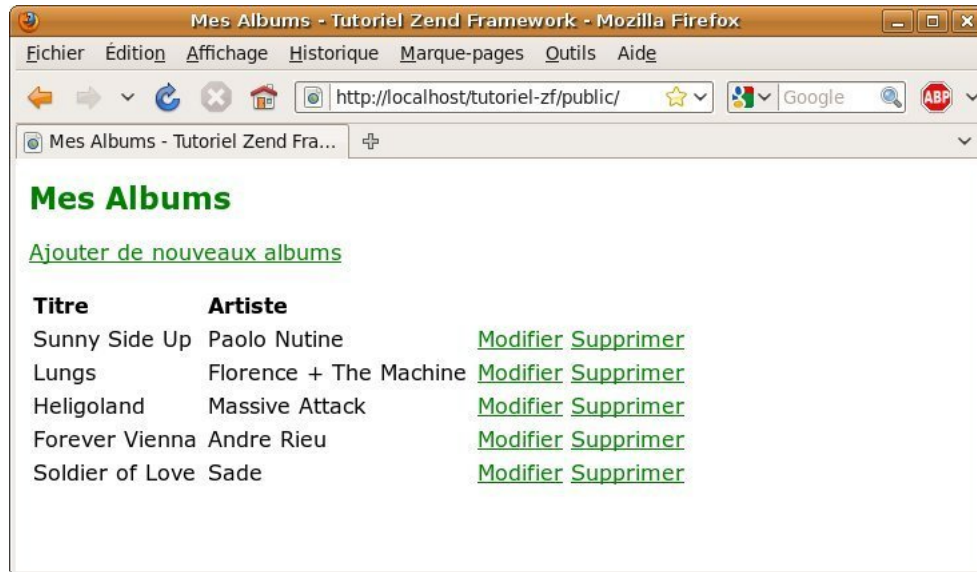 Mes Albums - Tutoriel Zend Framework - Mozilla Firefox
Fichier Édition Affichage Historique Marque-pages Outils Aide
http://localhost/tutoriel-zf/public/ Google ABP
Mes Albums - Tutoriel Zend Fra...
Mes Albums
Ajouter de nouveaux albums
Titre Artiste
Sunny Side Up Paolo Nutine Modifier Supprimer
Lungs Florence + The Machine Modifier Supprimer
Heligoland Massive Attack Modifier Supprimer
Forever Vienna Andre Rieu Modifier Supprimer
Soldier of Love Sade Modifier Supprimer